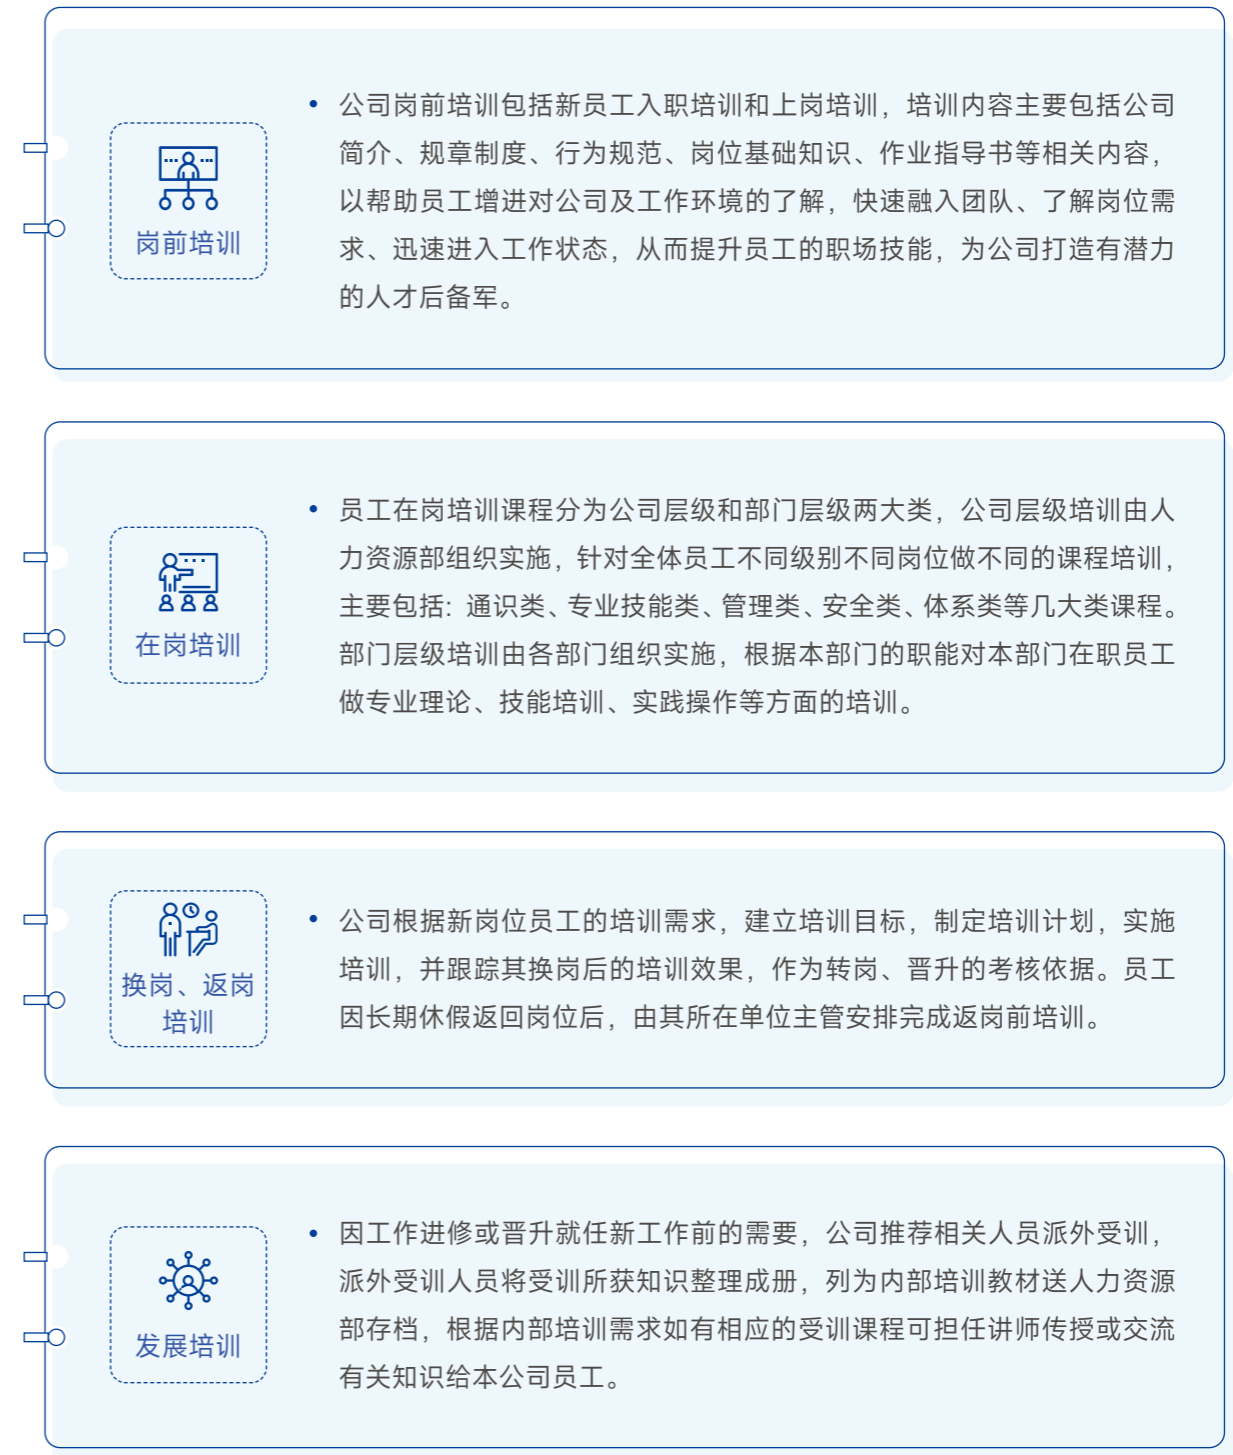 岗前培训
• 公司岗前培训包括新员工入职培训和上岗培训，培训内容主要包括公司
简介、规章制度、行为规范、岗位基础知识、作业指导书等相关内容，
以帮助员工增进对公司及工作环境的了解，快速融入团队、了解岗位需
求、迅速进入工作状态，从而提升员工的职场技能，为公司打造有潜力
的人才后备军。
在岗培训
• 员工在岗培训课程分为公司层级和部门层级两大类，公司层级培训由人
力资源部组织实施，针对全体员工不同级别不同岗位做不同的课程培训，
主要包括：通识类、专业技能类、管理类、安全类、体系类等几大类课程。
部门层级培训由各部门组织实施，根据本部门的职能对本部门在职员工
做专业理论、技能培训、实践操作等方面的培训。
换岗、返岗
培训
• 公司根据新岗位员工的培训需求，建立培训目标，制定培训计划，实施
培训，并跟踪其换岗后的培训效果，作为转岗、晋升的考核依据。员工
因长期休假返回岗位后，由其所在单位主管安排完成返岗前培训。
发展培训
• 因工作进修或晋升就任新工作前的需要，公司推荐相关人员派外受训，
派外受训人员将受训所获知识整理成册，列为内部培训教材送人力资源
部存档，根据内部培训需求如有相应的受训课程可担任讲师传授或交流
有关知识给本公司员工。